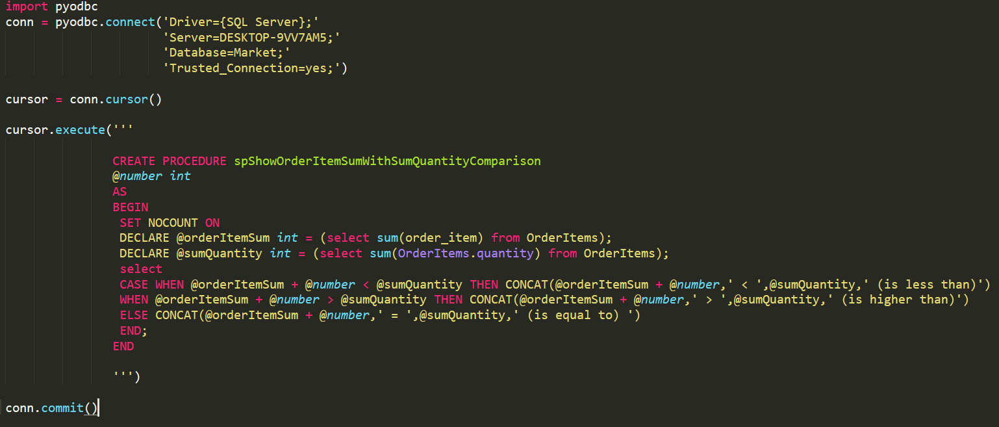 import pyodbc
conn = pyodbc.connect('Driver={SQL Server};'
'Server=DESKTOP-9VV7AM5;'
'Database=Market;'
'Trusted_Connection=yes;')
cursor = conn.cursor()
cursor.execute('''
CREATE PROCEDURE spShowOrderItemSumWithSumQuantityComparison
@number int
AS
BEGIN
SET NOCOUNT ON
DECLARE @orderItemSum int = (select sum(order_item) from OrderItems);
DECLARE @sumQuantity int = (select sum(OrderItems.quantity) from OrderItems);
select
CASE WHEN @orderItemSum + @number < @sumQuantity THEN CONCAT(@orderItemSum + @number,' < ',@sumQuantity,' (is less than)')
WHEN @orderItemSum + @number > @sumQuantity THEN CONCAT(@orderItemSum + @number,' > ',@sumQuantity,' (is higher than)')
ELSE CONCAT(@orderItemSum + @number,' = ',@sumQuantity,' (is equal to) ')
END;
END
''')
conn.commit()